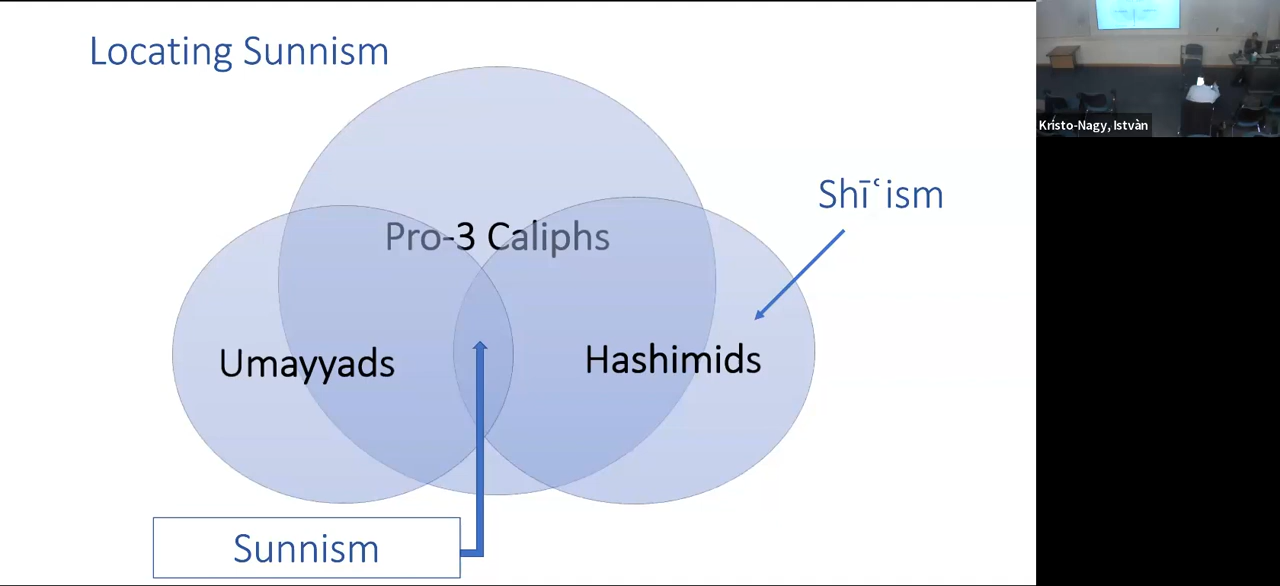 Locating Sunnism
Kristo-Nagy, Istvàn
Shīʿism
Pro-3 Caliphs
Umayyads
Hashimids
Sunnism